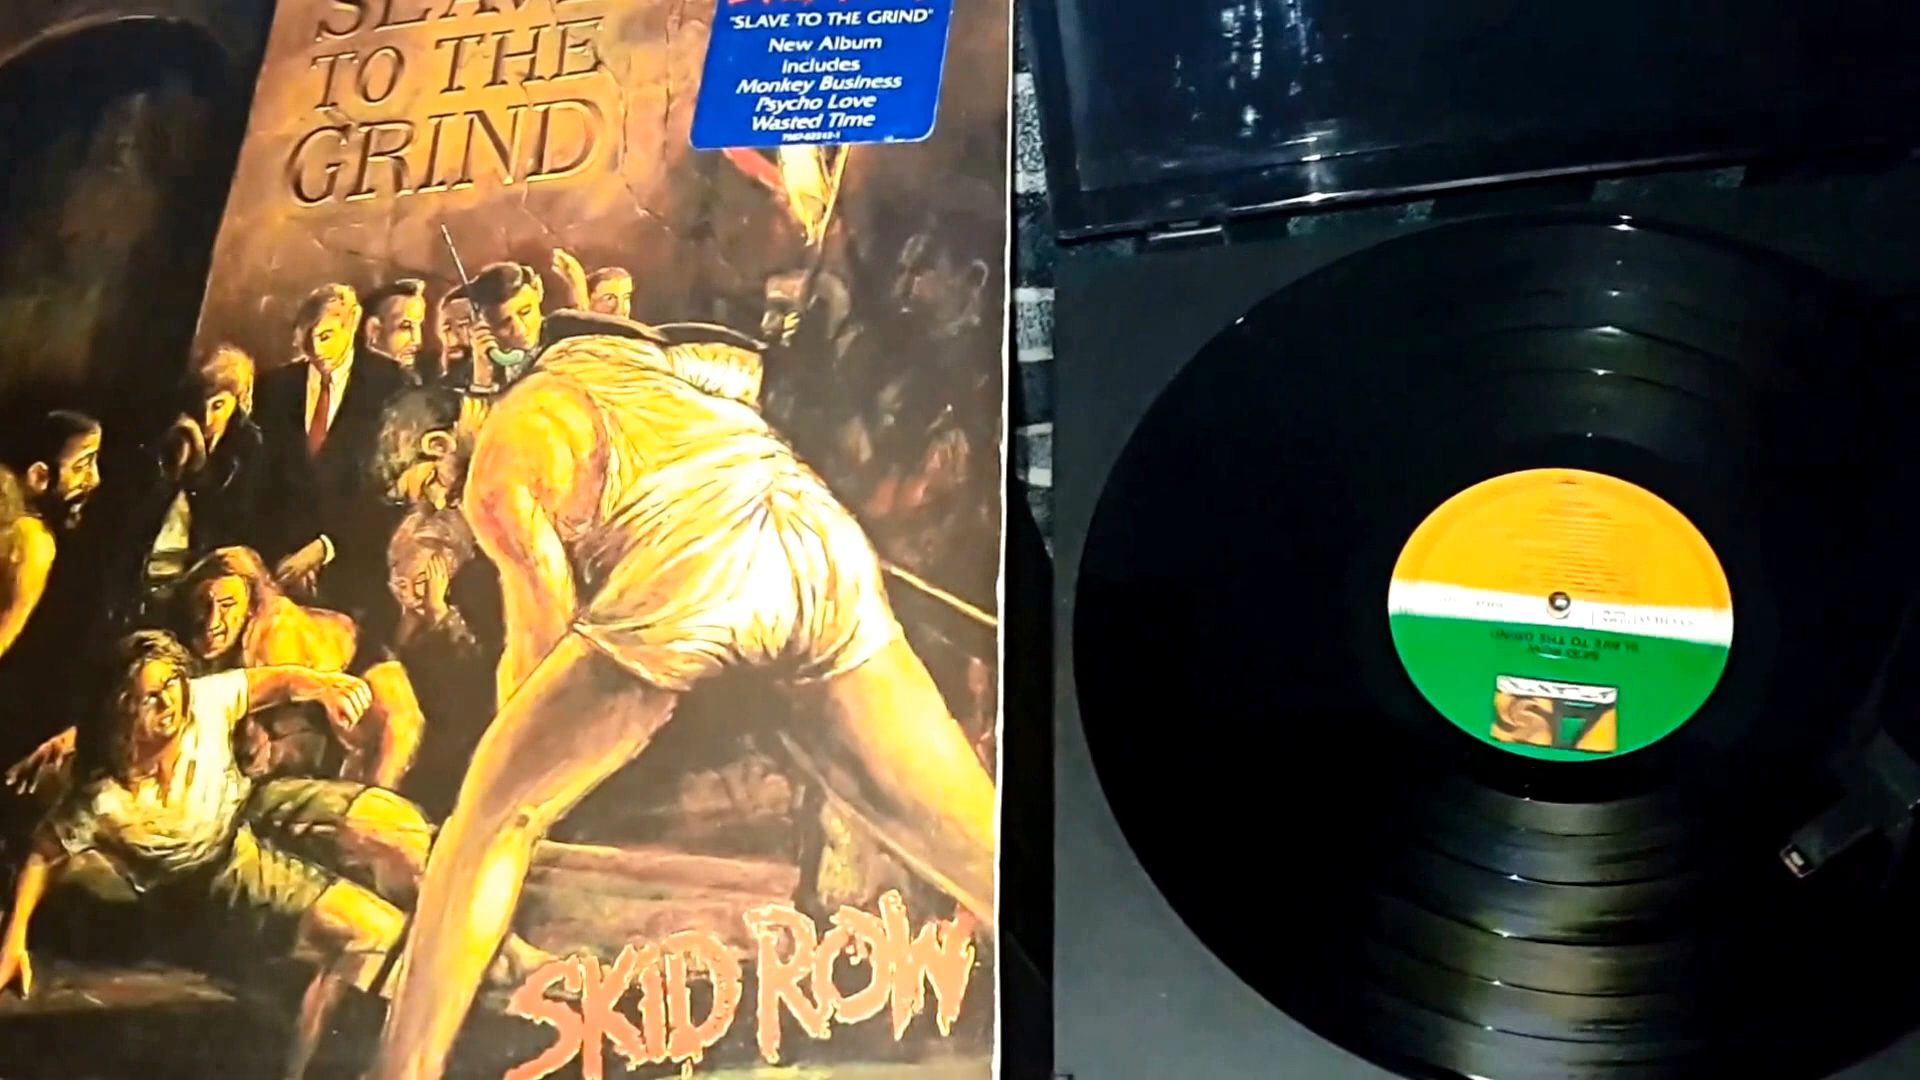 SLAVE
TO THE
GRIND
"SLAVE TO THE GRIND"
New Album
includes
Monkey Business
Psycho Love
Wasted Time
SKID ROW
SKID ROW
SLAVE TO THE GRIND